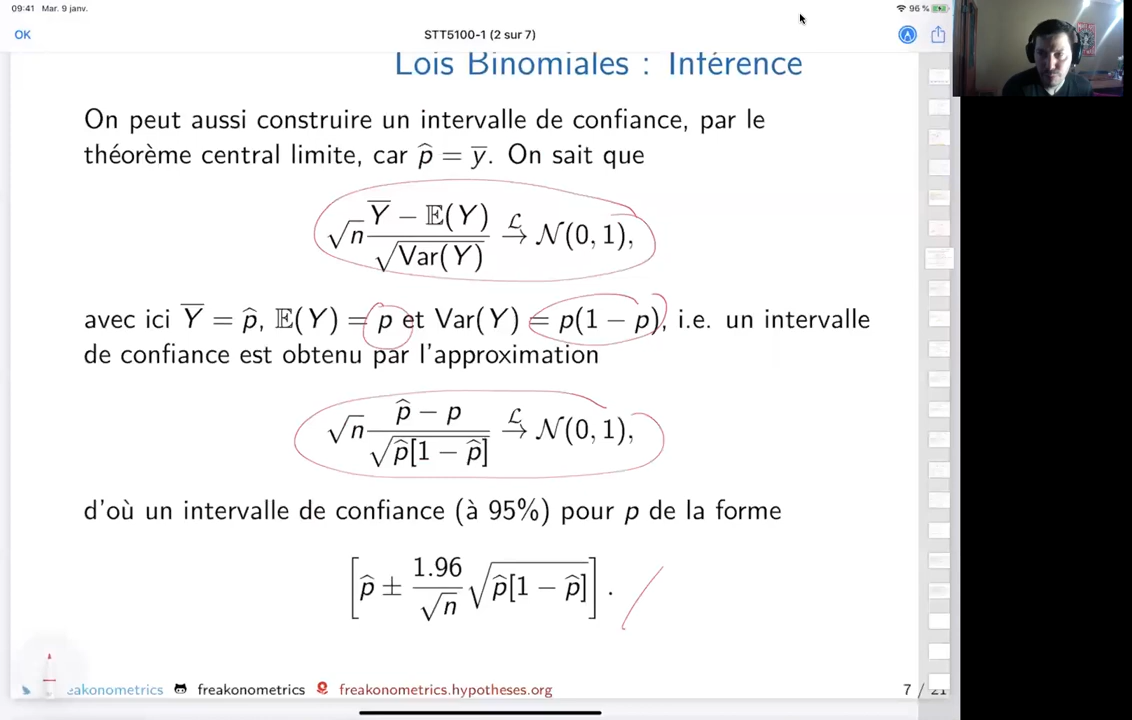 09:41 Mar. 9 janv.
96 %
OK
STT5100-1 (2 sur 7)
Lois Binomiales : Inférence
On peut aussi construire un intervalle de confiance, par le
théorème central limite, car p̂ = y̅. On sait que
√n (Y̅ − 𝔼(Y)) / √Var(Y) →ᴸ 𝒩(0, 1),
avec ici Y̅ = p̂, 𝔼(Y) = p et Var(Y) = p(1 − p), i.e. un intervalle
de confiance est obtenu par l'approximation
√n (p̂ − p) / √p̂[1 − p̂] →ᴸ 𝒩(0, 1),
d'où un intervalle de confiance (à 95%) pour p de la forme
[p̂ ± 1.96/√n √p̂[1 − p̂]].
eakonometrics freakonometrics freakonometrics.hypotheses.org 7 / 21